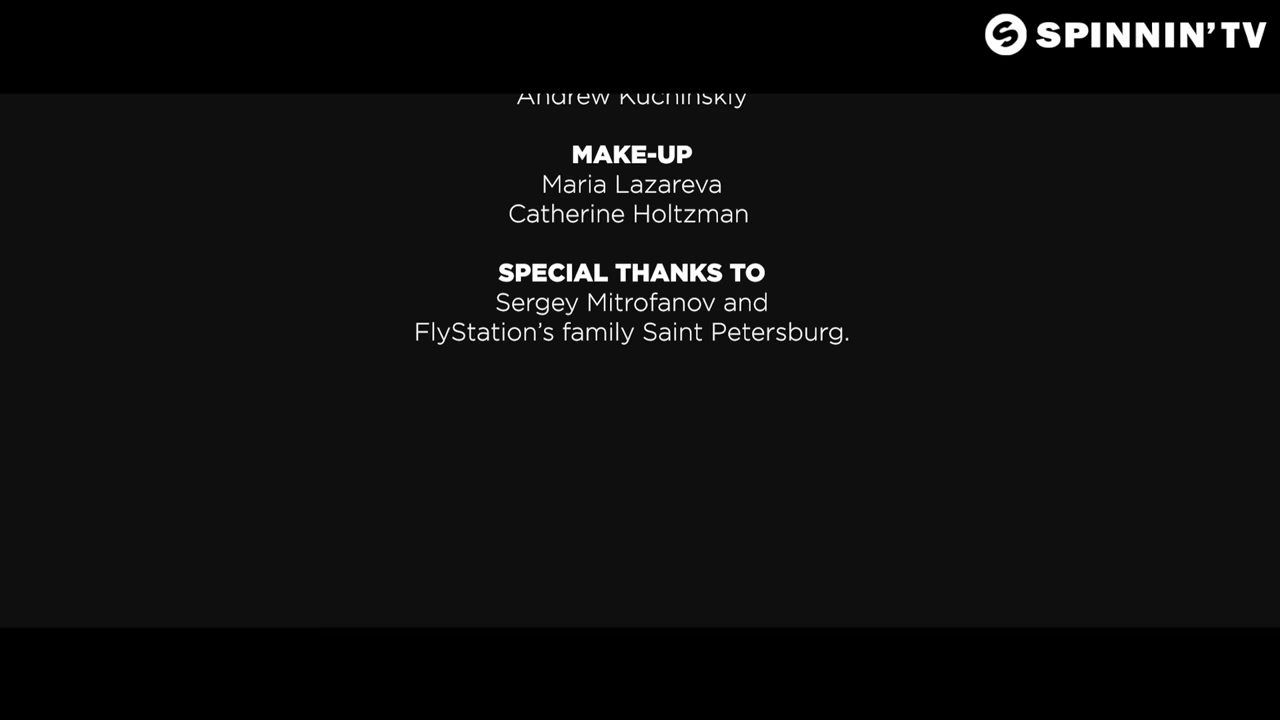 SPINNIN' TV
Andrew Kuchinskiy
MAKE-UP
Maria Lazareva
Catherine Holtzman
SPECIAL THANKS TO
Sergey Mitrofanov and
FlyStation’s family Saint Petersburg.